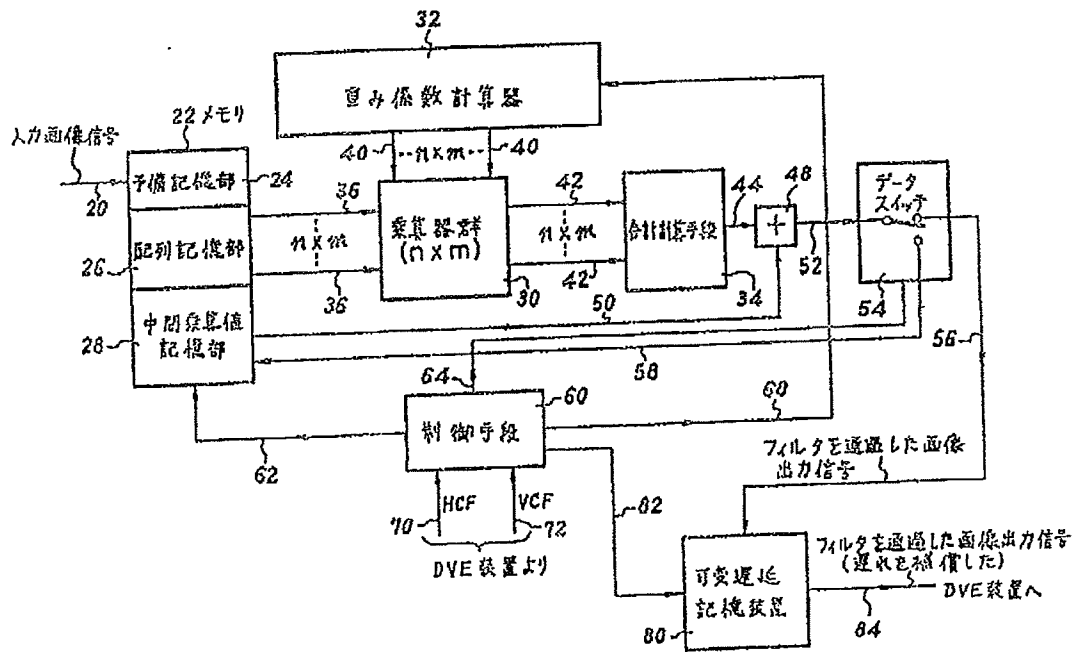 32
重み係数計算器
22メモリ
入力画像信号
20
予備記憶部
24
配列記憶部
26
中間乗算値
記憶部
28
40
‥n×m‥
40
36
n×m
36
乗算器群
(n×m)
30
42
n×m
42
合計計算手段
34
44
48
+
52
データ
スイッチ
54
50
58
56
64
制御手段
60
68
62
HCF
VCF
70
72
DVE装置より
82
フィルタを通過した画像
出力信号
可変遅延
記憶装置
80
フィルタを通過した画像出力信号
(遅れを補償した)
84
DVE装置へ